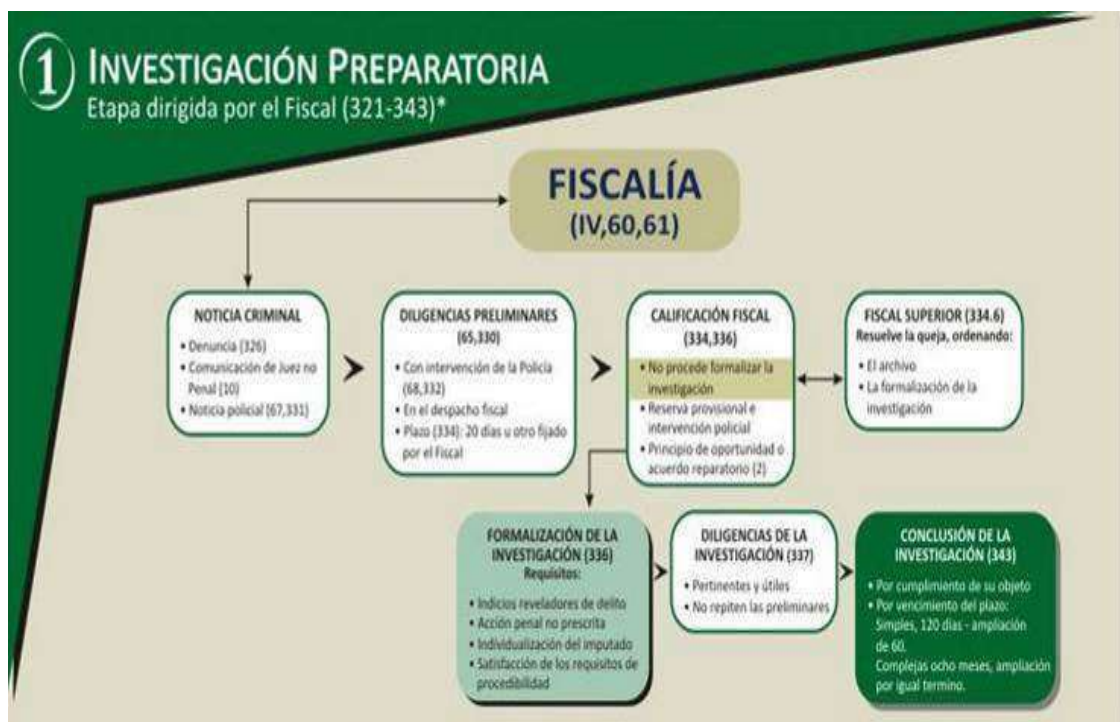 1 INVESTIGACIÓN PREPARATORIA
Etapa dirigida por el Fiscal (321-343)*
FISCALÍA
(IV,60,61)
NOTICIA CRIMINAL
• Denuncia (326)
• Comunicación de Juez no
Penal (10)
• Noticia policial (67,331)
DILIGENCIAS PRELIMINARES
(65,330)
• Con intervención de la Policía
(68,332)
• En el despacho fiscal
• Plazo (334): 20 días u otro fijado
por el Fiscal
CALIFICACIÓN FISCAL
(334,336)
• No procede formalizar la
investigación
• Reserva provisional e
intervención policial
• Principio de oportunidad o
acuerdo reparatorio (2)
FISCAL SUPERIOR (334.6)
Resuelve la queja, ordenando:
• El archivo
• La formalización de la
investigación
FORMALIZACIÓN DE LA
INVESTIGACIÓN (336)
Requisitos:
• Indicios reveladores de delito
• Acción penal no prescrita
• Individualización del imputado
• Satisfacción de los requisitos de
procedibilidad
DILIGENCIAS DE LA
INVESTIGACIÓN (337)
• Pertinentes y útiles
• No repiten las preliminares
CONCLUSIÓN DE LA
INVESTIGACIÓN (343)
• Por cumplimiento de su objeto
• Por vencimiento del plazo:
Simples, 120 días - ampliación
de 60.
Complejas ocho meses, ampliación
por igual termino.